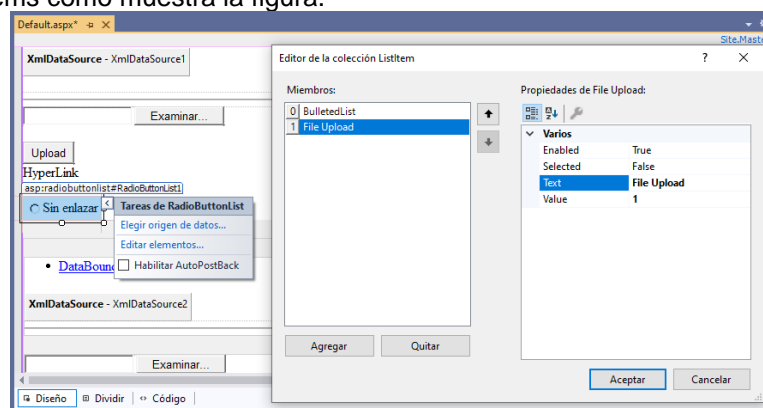 ems como muestra la figura.
Default.aspx*
Site.Mast
XmlDataSource - XmlDataSource1
Examinar...
Upload
HyperLink
asp:radiobuttonlist#RadioButtonList1
Sin enlazar
Tareas de RadioButtonList
Elegir origen de datos...
Editar elementos...
Habilitar AutoPostBack
DataBoun
XmlDataSource - XmlDataSource2
Examinar...
Diseño
Dividir
Código
Editor de la colección ListItem
Miembros:
0 BulletedList
1 File Upload
Agregar
Quitar
Propiedades de File Upload:
Varios
Enabled True
Selected False
Text File Upload
Value 1
Aceptar
Cancelar